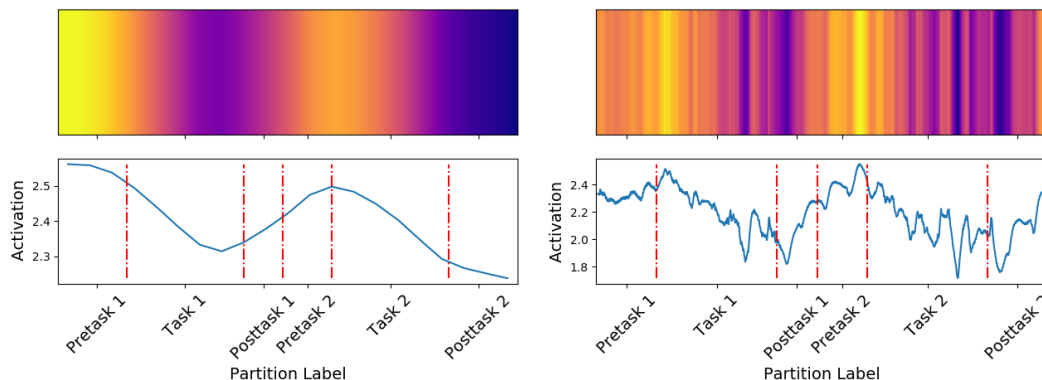 2.5
2.4
2.3
Activation
Pretask 1
Task 1
Posttask 1
Pretask 2
Task 2
Posttask 2
Partition Label
2.4
2.2
2.0
1.8
Activation
Pretask 1
Task 1
Posttask 1
Pretask 2
Task 2
Posttask 2
Partition Label